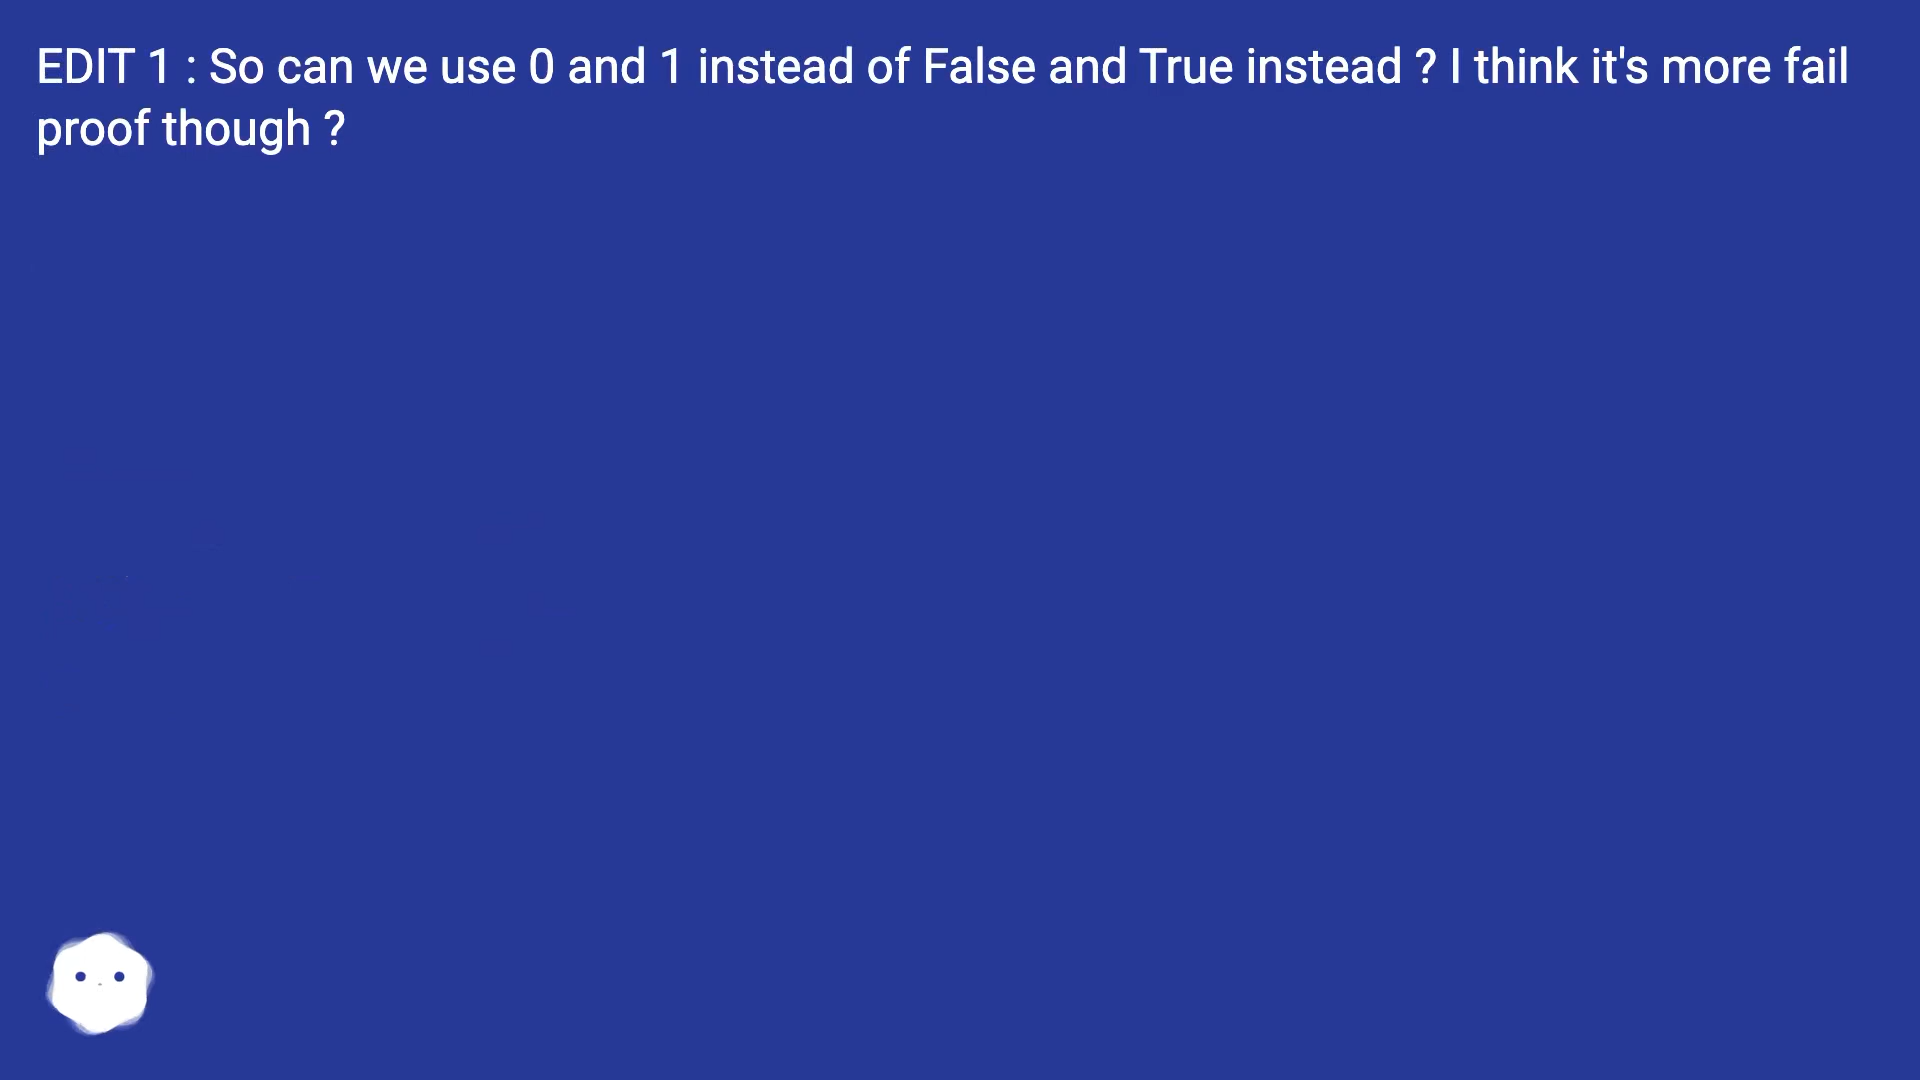 EDIT 1 : So can we use 0 and 1 instead of False and True instead ? I think it's more fail
proof though ?